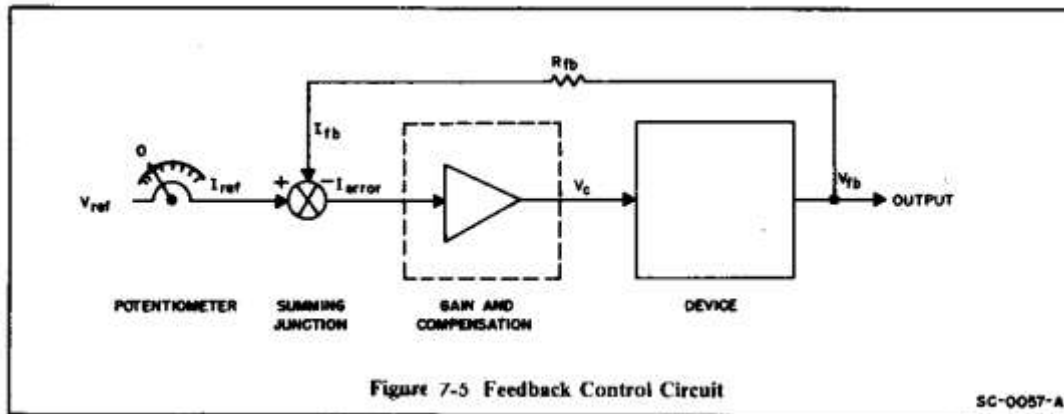 Rfb
Ifb
0
Vref
Iref
+
−
Ierror
Vc
Vfb
OUTPUT
POTENTIOMETER
SUMMING
JUNCTION
GAIN AND
COMPENSATION
DEVICE
Figure 7-5 Feedback Control Circuit
SC-0057-A